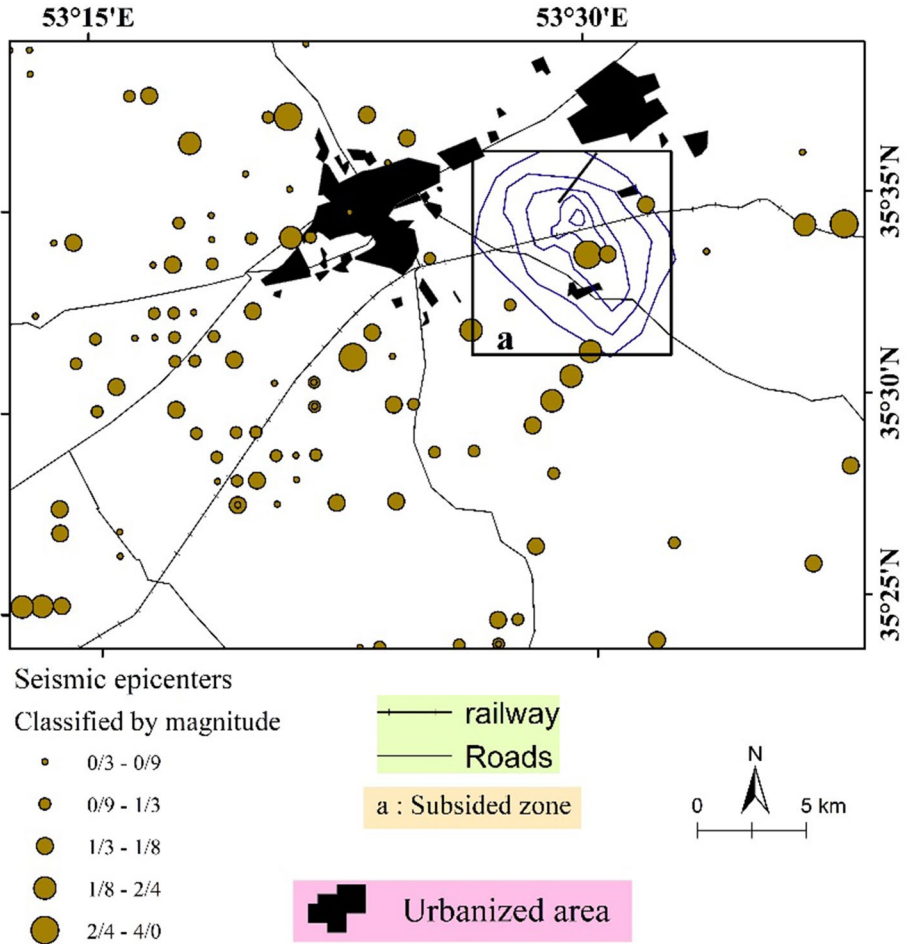 53°15'E
53°30'E
35°35'N
35°30'N
35°25'N
a
Seismic epicenters
Classified by magnitude
0/3 - 0/9
0/9 - 1/3
1/3 - 1/8
1/8 - 2/4
2/4 - 4/0
railway
Roads
a : Subsided zone
N
0 5 km
Urbanized area